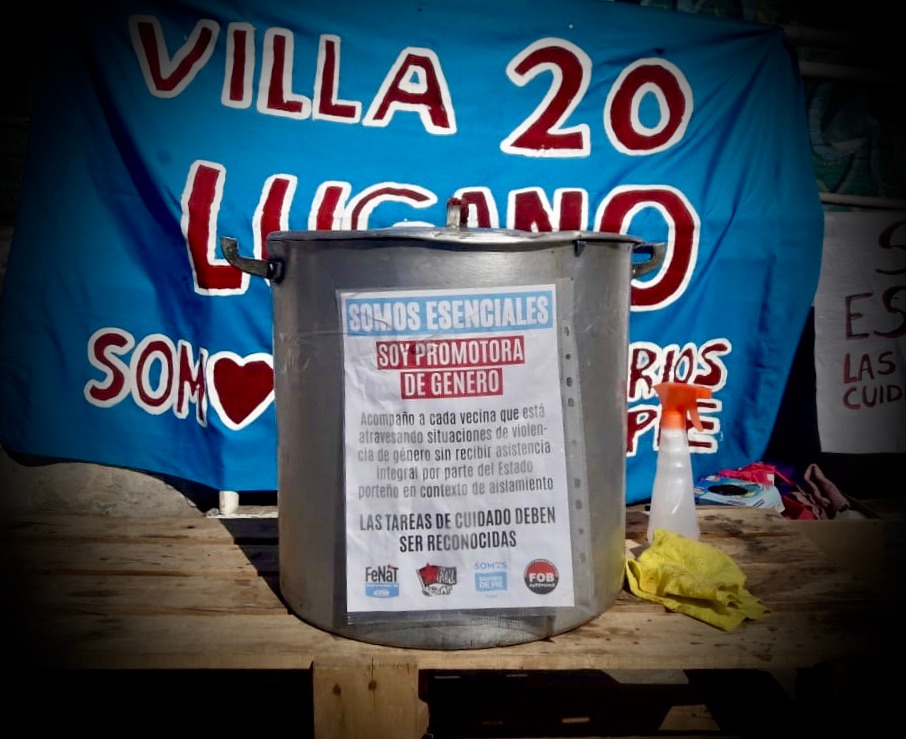 VILLA 20
LUGANO
SOM
RIOS
PIE
SOMOS ESENCIALES
SOY PROMOTORA
DE GENERO
Acompaño a cada vecina que está
atravesando situaciones de violen-
cia de género sin recibir asistencia
integral por parte del Estado
porteño en contexto de aislamiento
LAS TAREAS DE CUIDADO DEBEN
SER RECONOCIDAS
FeNaT
SOMOS
BARRIOS
DE PIE
FOB
S
ES
LAS
CUID